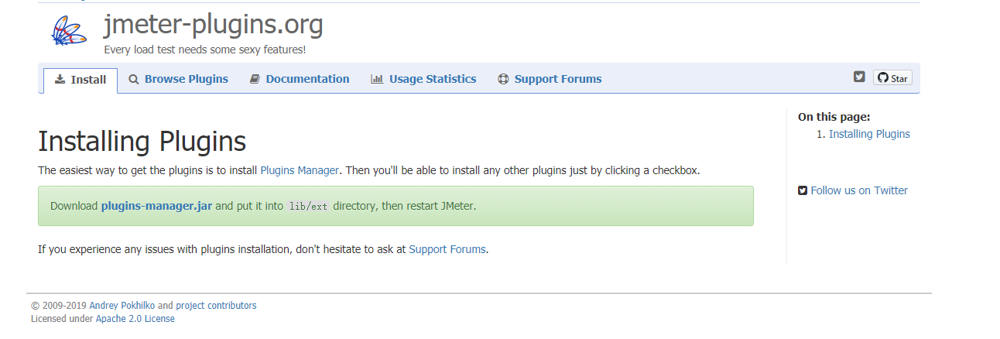 jmeter-plugins.org
Every load test needs some sexy features!
Install Browse Plugins Documentation Usage Statistics Support Forums Star
Installing Plugins
The easiest way to get the plugins is to install Plugins Manager. Then you'll be able to install any other plugins just by clicking a checkbox.
Download plugins-manager.jar and put it into lib/ext directory, then restart JMeter.
If you experience any issues with plugins installation, don't hesitate to ask at Support Forums.
On this page:
1. Installing Plugins
Follow us on Twitter
© 2009-2019 Andrey Pokhilko and project contributors
Licensed under Apache 2.0 License